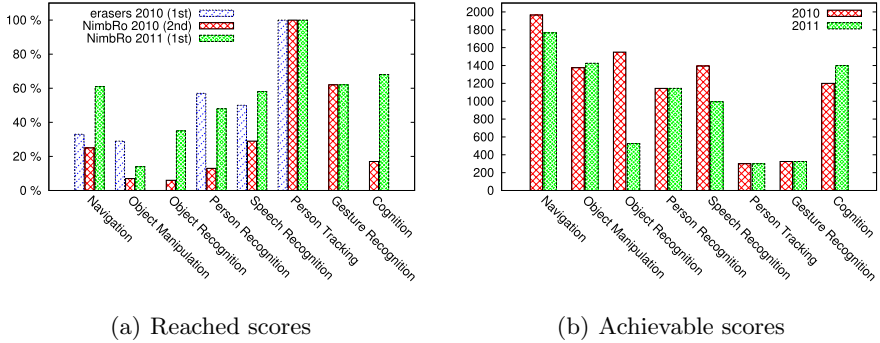 erasers 2010 (1st)
NimbRo 2010 (2nd)
NimbRo 2011 (1st)
100 %
80 %
60 %
40 %
20 %
0 %
Navigation
Object Manipulation
Object Recognition
Person Recognition
Speech Recognition
Person Tracking
Gesture Recognition
Cognition
(a) Reached scores
2010
2011
2000
1800
1600
1400
1200
1000
800
600
400
200
0
Navigation
Object Manipulation
Object Recognition
Person Recognition
Speech Recognition
Person Tracking
Gesture Recognition
Cognition
(b) Achievable scores